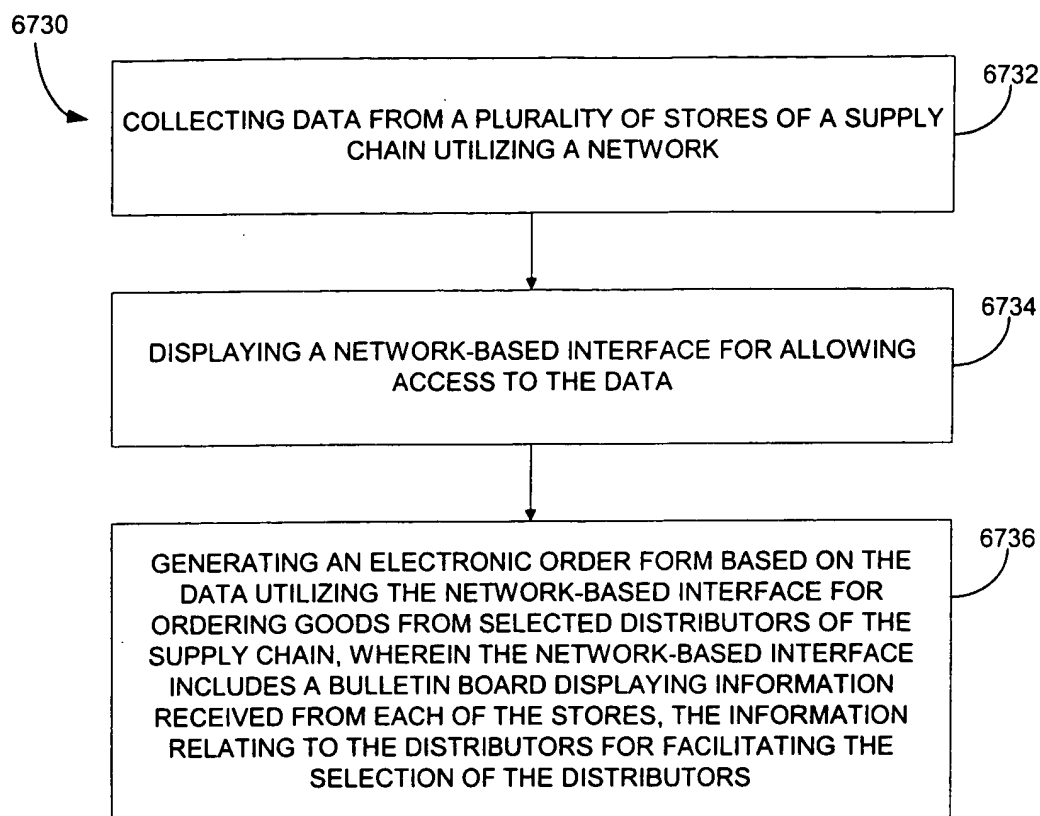 6730
6732
COLLECTING DATA FROM A PLURALITY OF STORES OF A SUPPLY
CHAIN UTILIZING A NETWORK
6734
DISPLAYING A NETWORK-BASED INTERFACE FOR ALLOWING
ACCESS TO THE DATA
6736
GENERATING AN ELECTRONIC ORDER FORM BASED ON THE
DATA UTILIZING THE NETWORK-BASED INTERFACE FOR
ORDERING GOODS FROM SELECTED DISTRIBUTORS OF THE
SUPPLY CHAIN, WHEREIN THE NETWORK-BASED INTERFACE
INCLUDES A BULLETIN BOARD DISPLAYING INFORMATION
RECEIVED FROM EACH OF THE STORES, THE INFORMATION
RELATING TO THE DISTRIBUTORS FOR FACILITATING THE
SELECTION OF THE DISTRIBUTORS